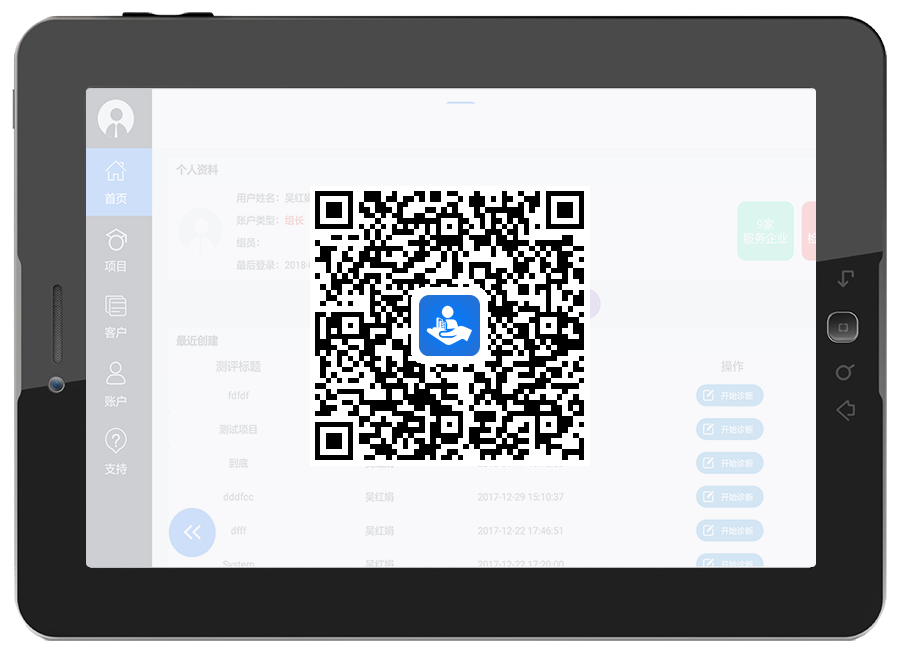 个人资料
首页
用户姓名：吴红娟
账户类型：组长
9家
服务企业
组员：
项目
最后登录：2018-
客户
最近创建
测评标题
操作
fdfdf
开始诊断
账户
测试项目
开始诊断
到底
开始诊断
支持
dddfcc
吴红娟
2017-12-29 15:10:37
开始诊断
dfff
吴红娟
2017-12-22 17:46:51
开始诊断
System
吴红娟
2017-12-22 17:20:00
开始诊断